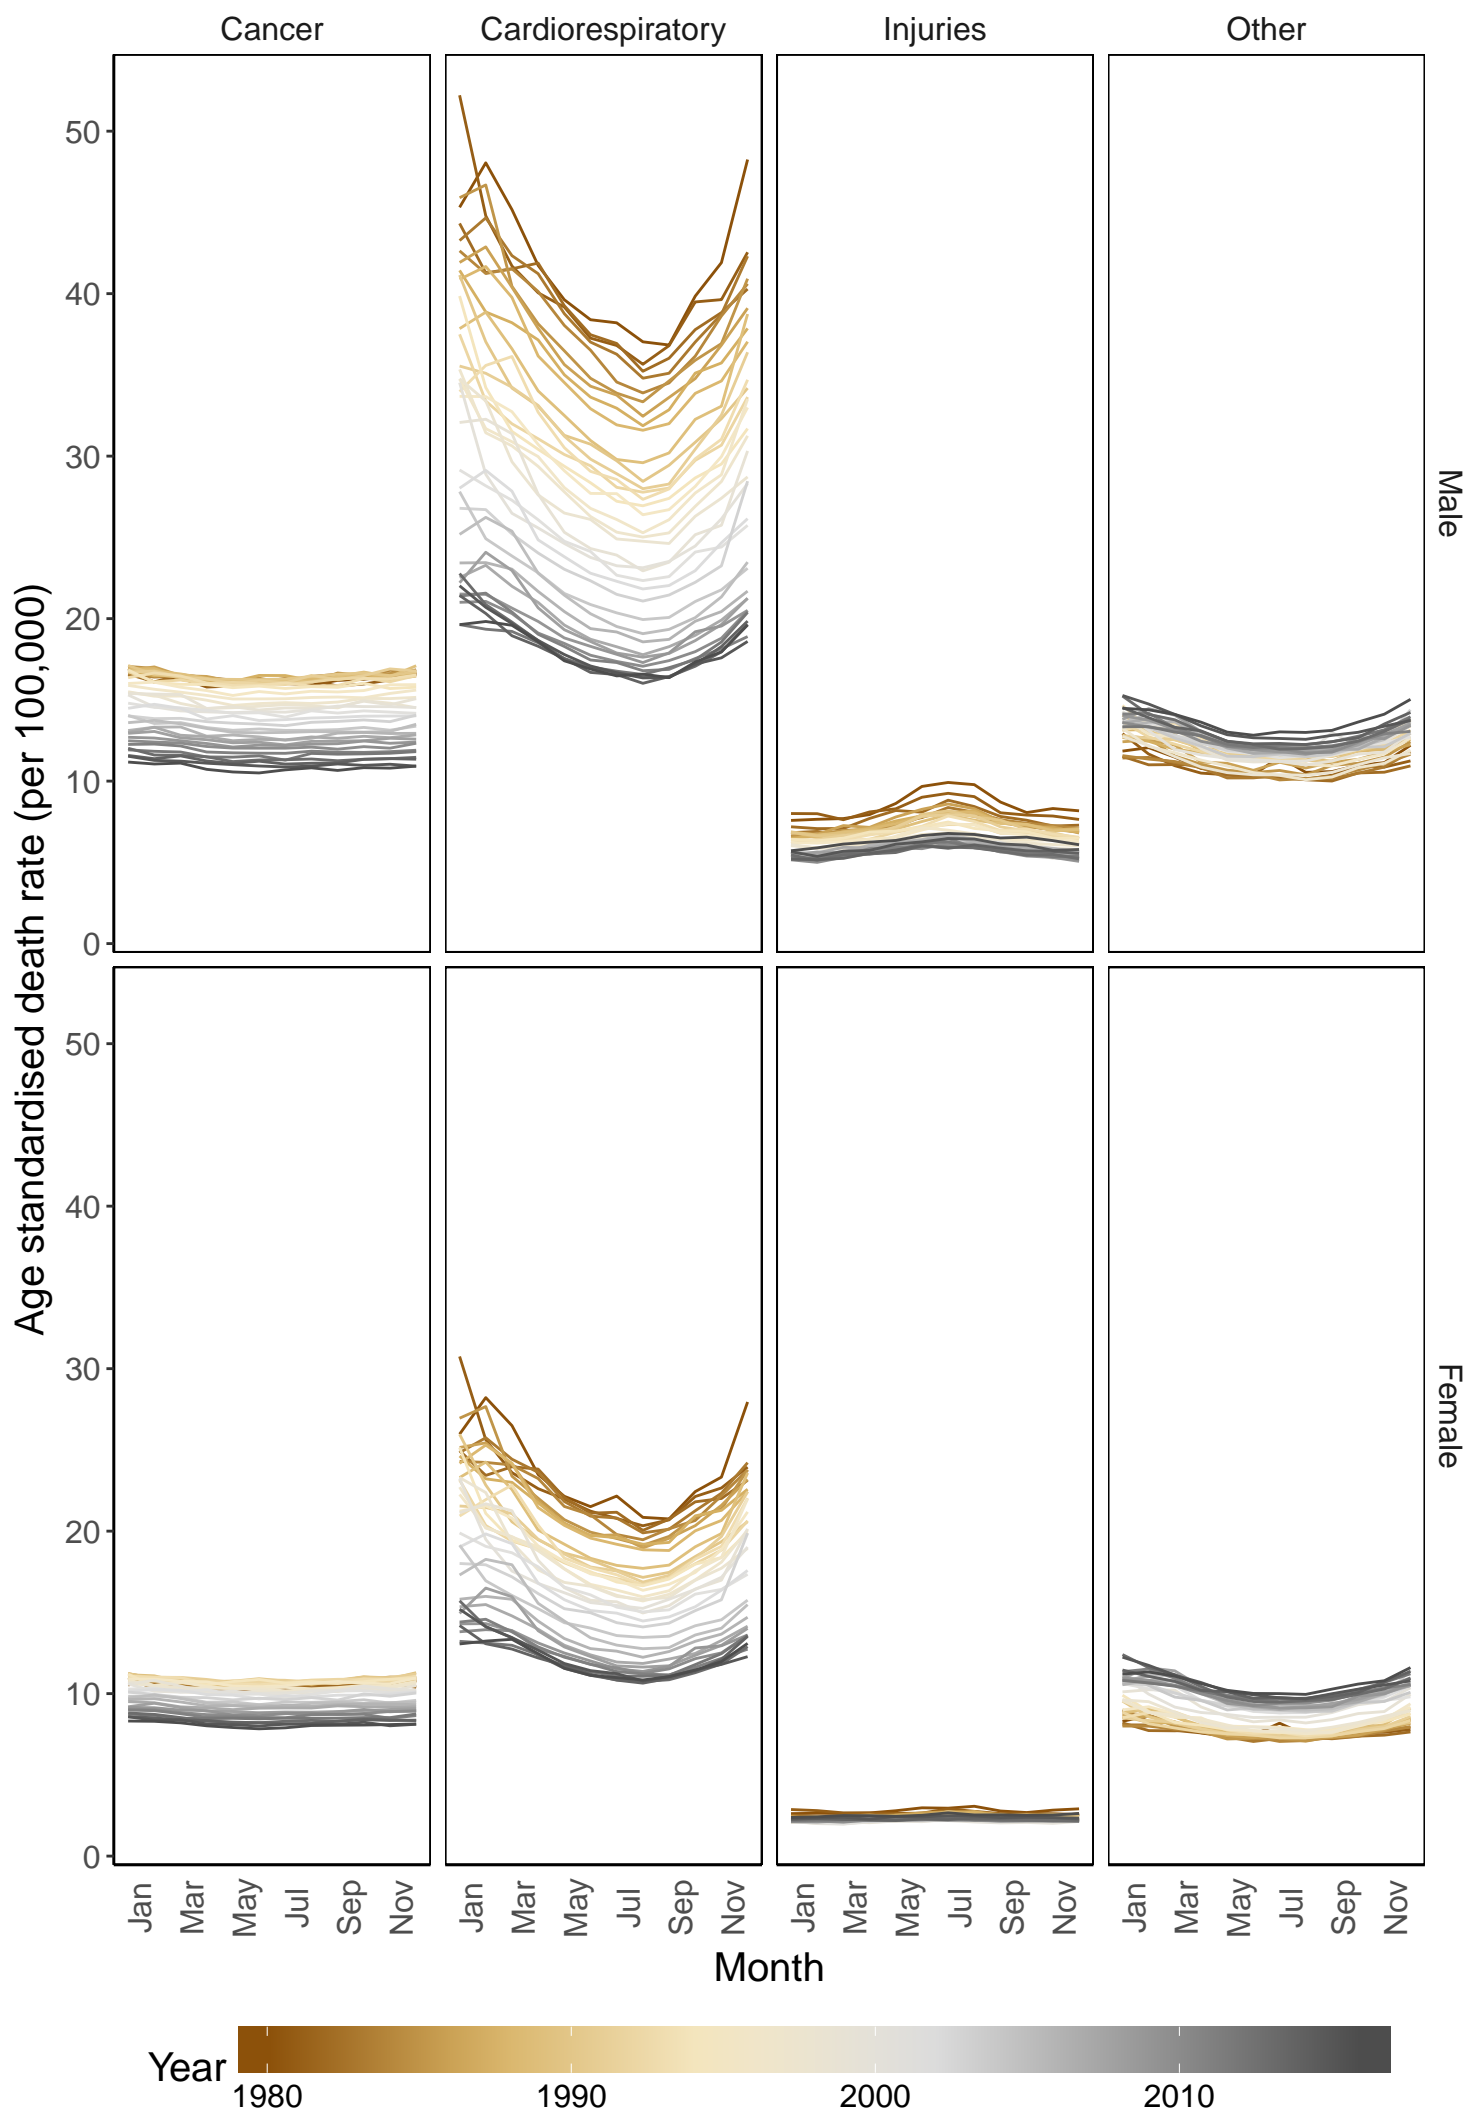 Cancer Cardiorespiratory Injuries Other
50
40
30
20
10
0
Male
Age standardised death rate (per 100,000)
50
40
30
20
10
0
Female
Jan Mar May Jul Sep Nov Jan Mar May Jul Sep Nov Jan Mar May Jul Sep Nov Jan Mar May Jul Sep Nov
Month
Year
1980 1990 2000 2010